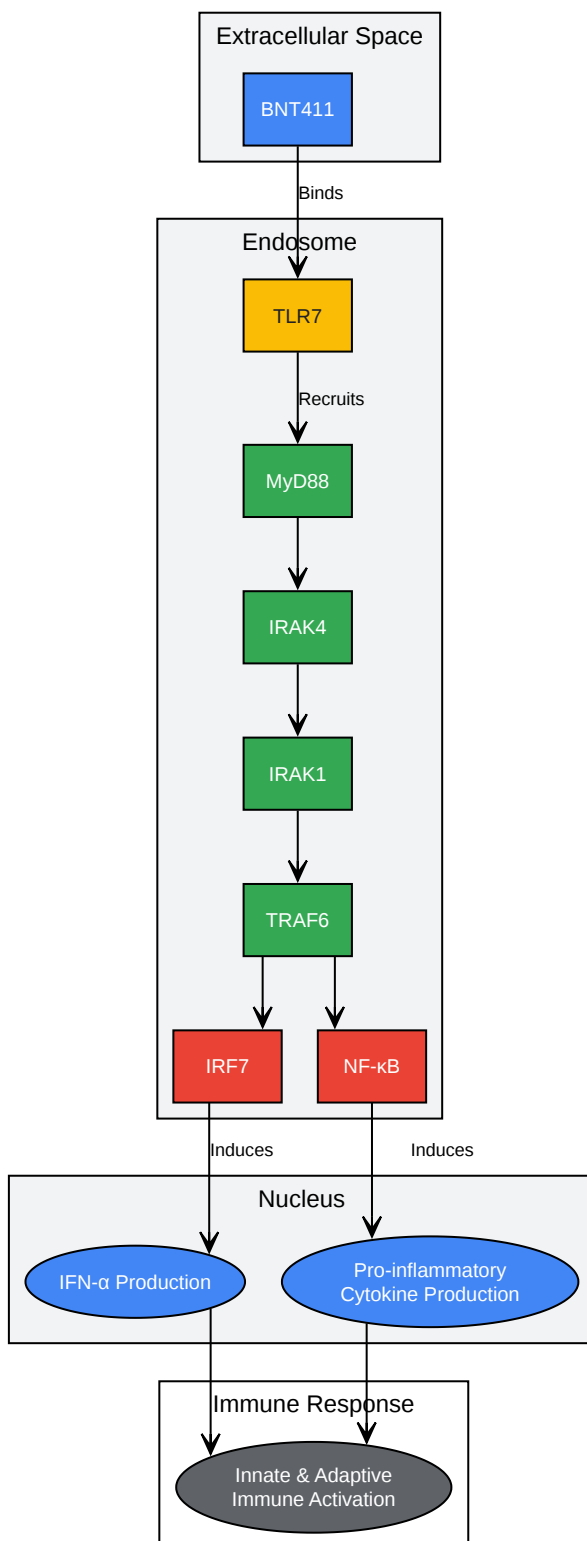 Extracellular Space
BNT411
Binds
Endosome
TLR7
Recruits
MyD88
IRAK4
IRAK1
TRAF6
IRF7
NF-κB
Induces
Induces
Nucleus
IFN-α Production
Pro-inflammatory
Cytokine Production
Immune Response
Innate & Adaptive
Immune Activation